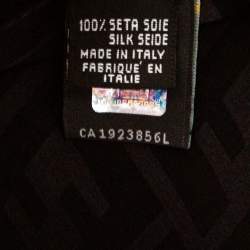 100% SETA SOIE
SILK SEIDE
MADE IN ITALY
FABRIQUE' EN
ITALIE
CA1923856L